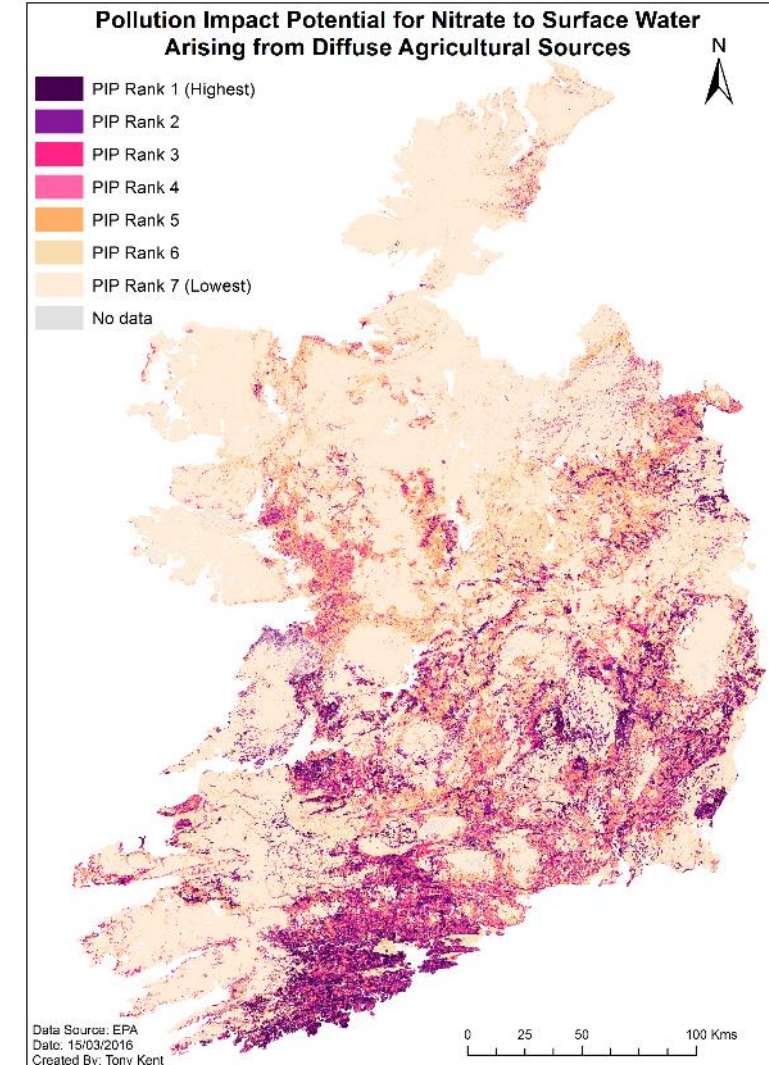 Pollution Impact Potential for Nitrate to Surface Water
Arising from Diffuse Agricultural Sources
N
PIP Rank 1 (Highest)
PIP Rank 2
PIP Rank 3
PIP Rank 4
PIP Rank 5
PIP Rank 6
PIP Rank 7 (Lowest)
No data
Data Source: EPA
Date: 15/03/2016
Created By: Tony Kent
0 25 50 100 Kms